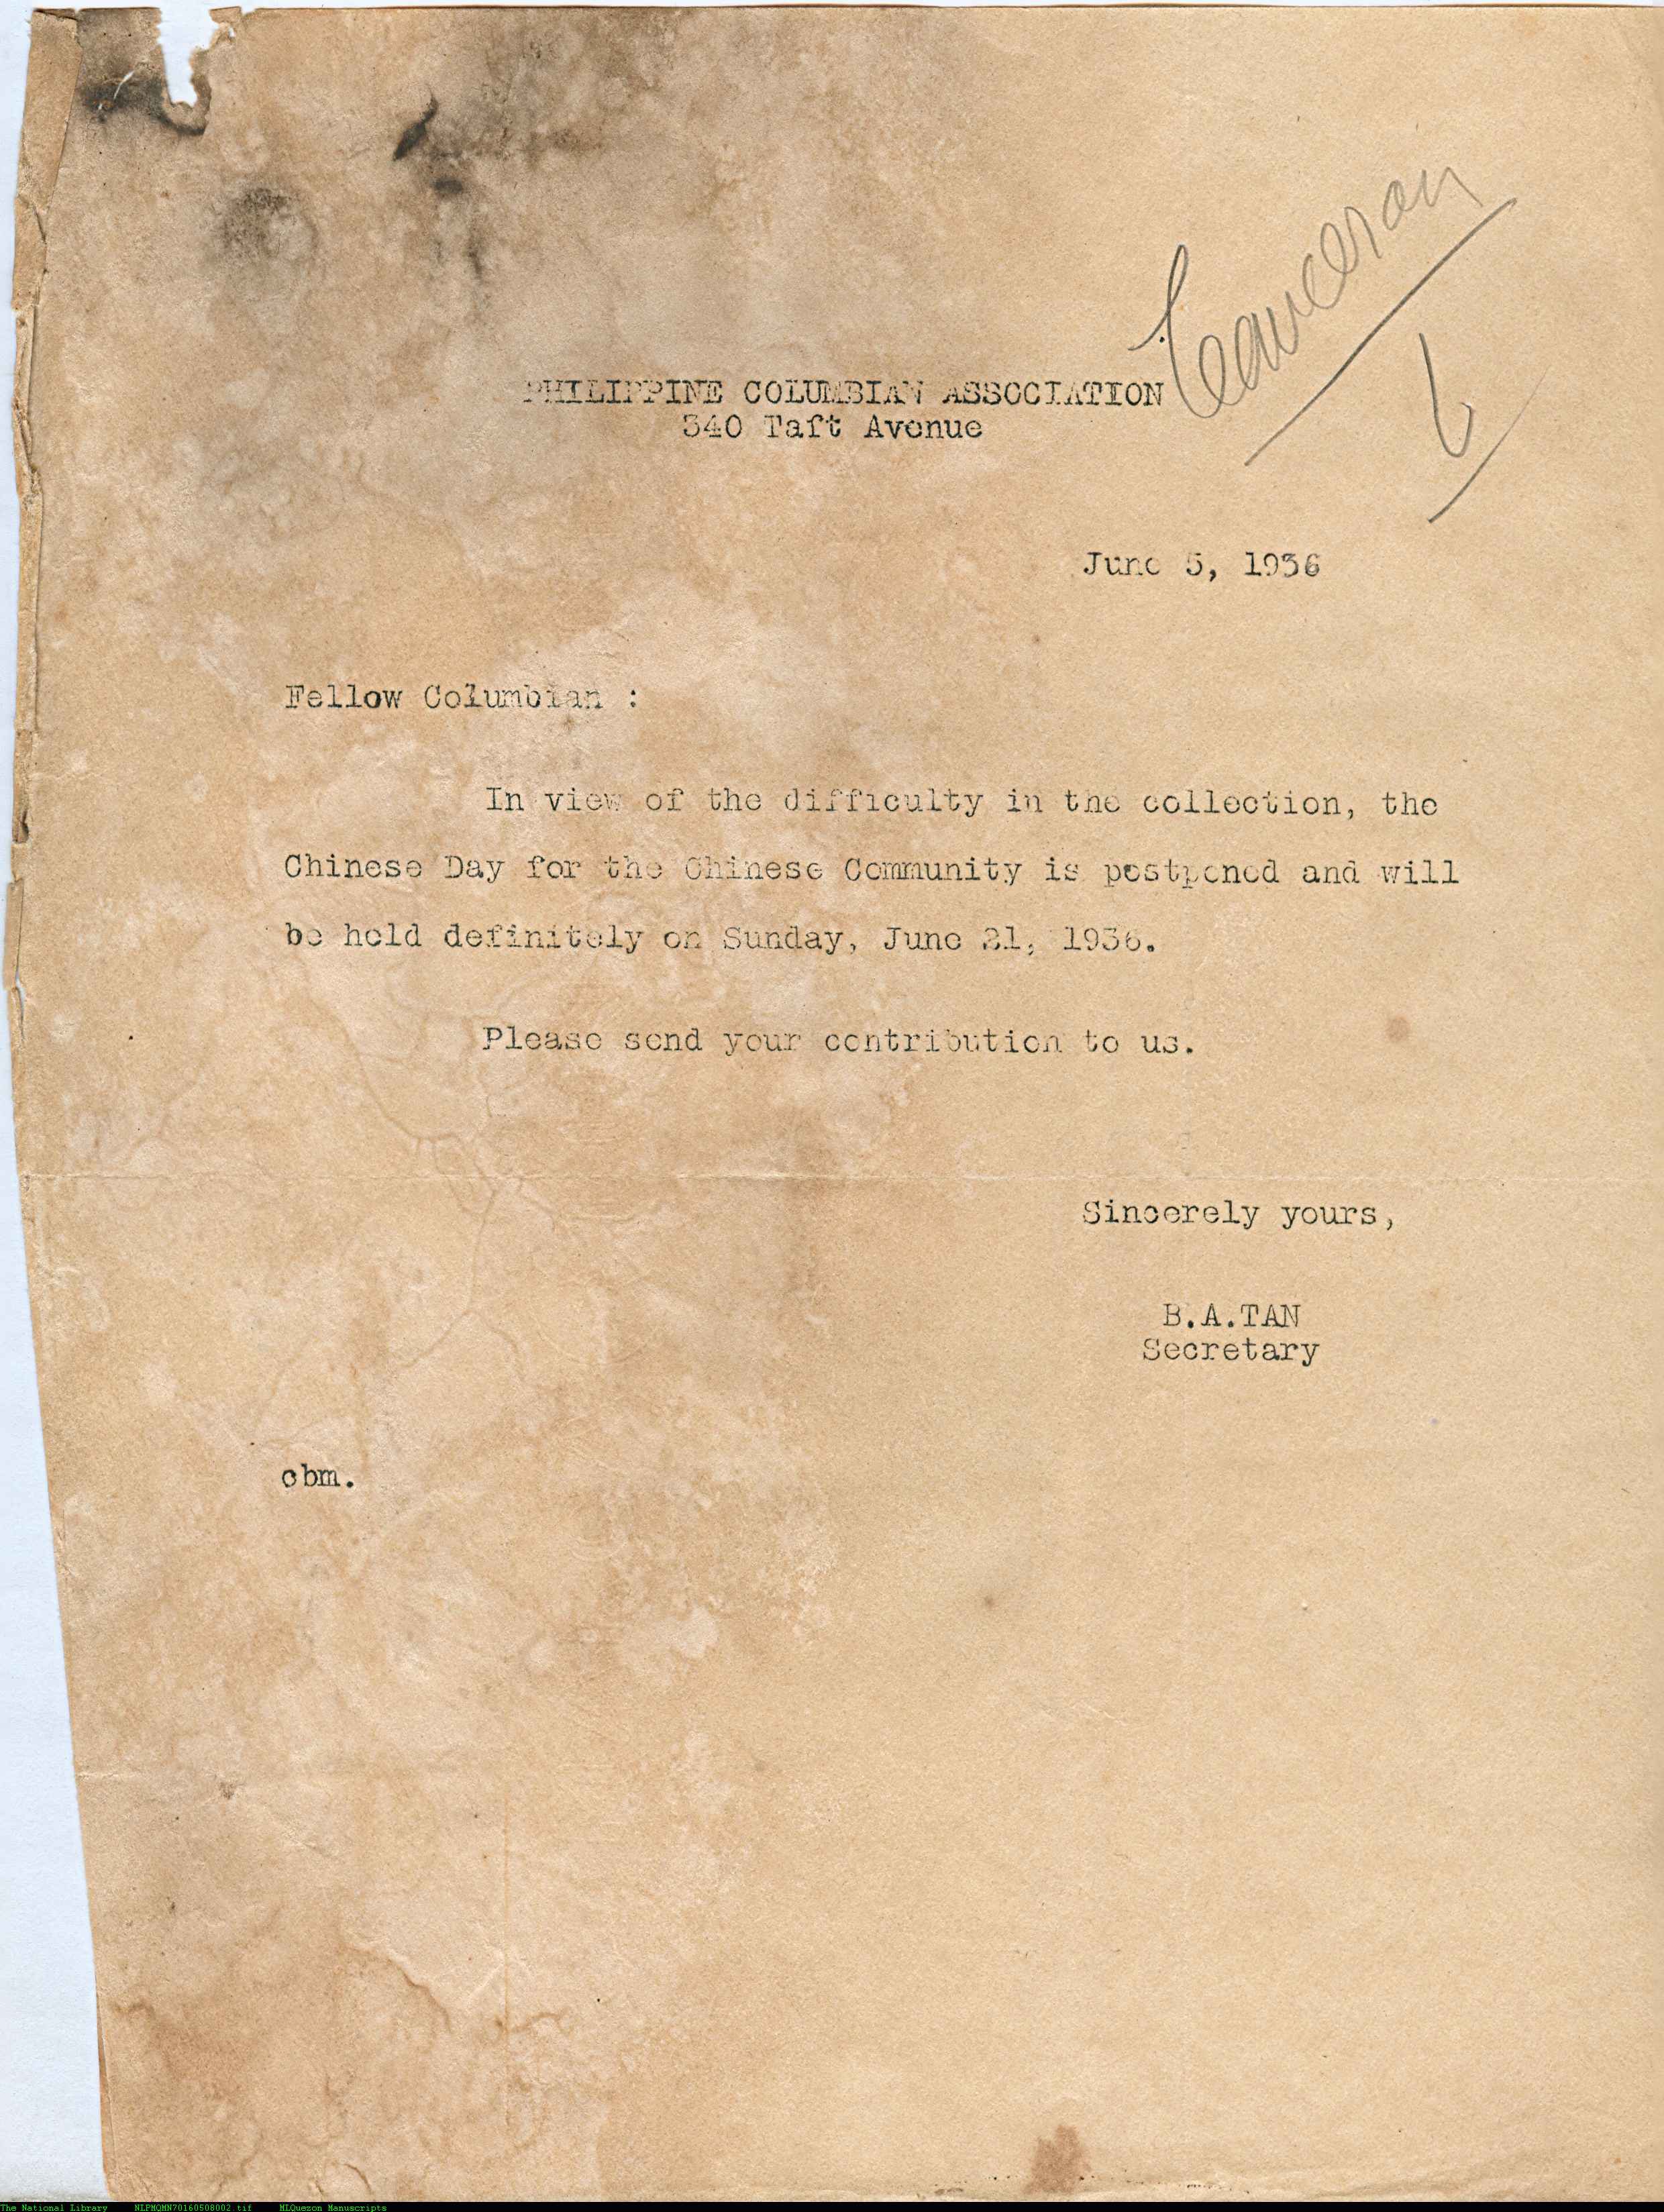 PHILIPPINE COLUMBIAN ASSOCIATION
340 Taft Avenue
June 5, 1936
Fellow Columbian :
In view of the difficulty in the collection, the
Chinese Day for the Chinese Community is postponed and will
be held definitely on Sunday, June 21, 1936.
Please send your contribution to us.
Sincerely yours,
B.A.TAN
Secretary
cbm.
The National Library NLPMQMN70160508002.tif MLQuezon Manuscripts